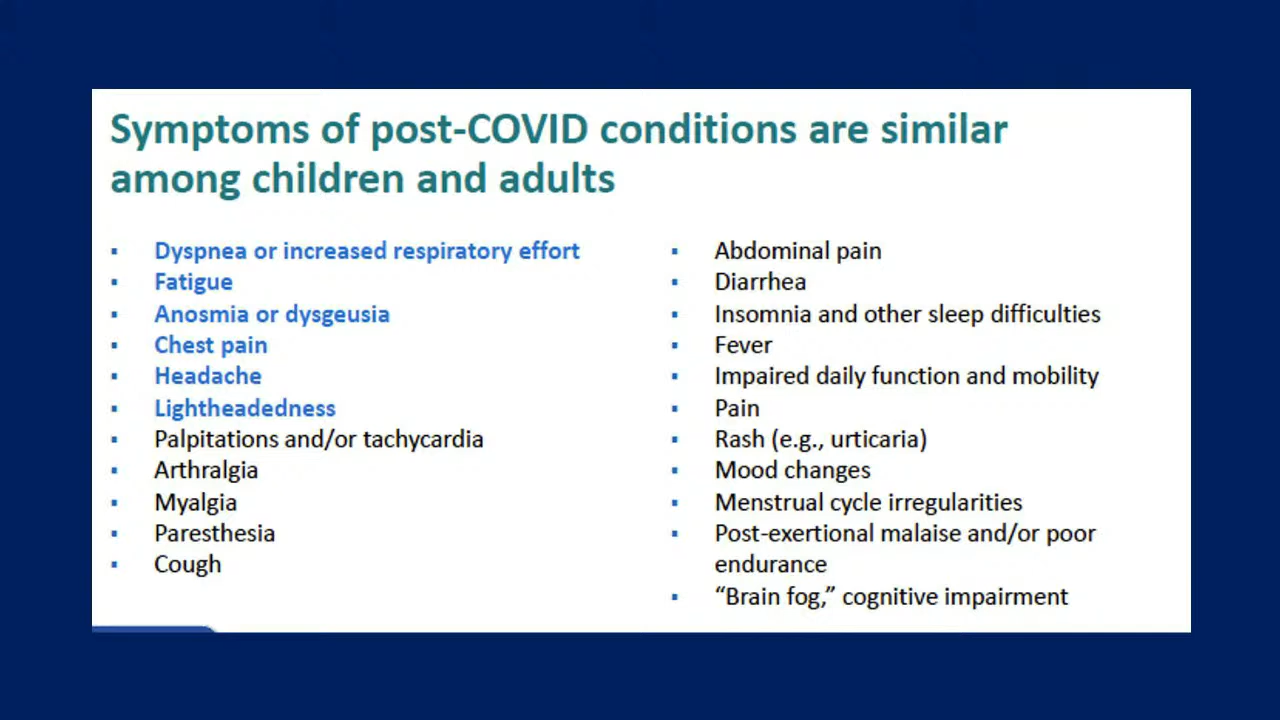 Symptoms of post-COVID conditions are similar
among children and adults
▪ Dyspnea or increased respiratory effort
▪ Fatigue
▪ Anosmia or dysgeusia
▪ Chest pain
▪ Headache
▪ Lightheadedness
▪ Palpitations and/or tachycardia
▪ Arthralgia
▪ Myalgia
▪ Paresthesia
▪ Cough
▪ Abdominal pain
▪ Diarrhea
▪ Insomnia and other sleep difficulties
▪ Fever
▪ Impaired daily function and mobility
▪ Pain
▪ Rash (e.g., urticaria)
▪ Mood changes
▪ Menstrual cycle irregularities
▪ Post-exertional malaise and/or poor
endurance
▪ “Brain fog,” cognitive impairment